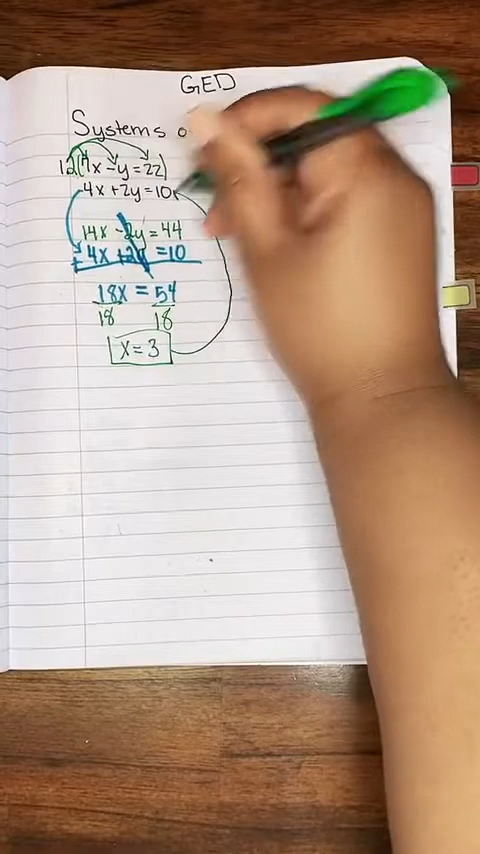 GED
Systems o
2(7x - y = 22)
4x + 2y = 10
14x - 2y = 44
+ 4x + 2y = 10
18x = 54
18 18
x = 3